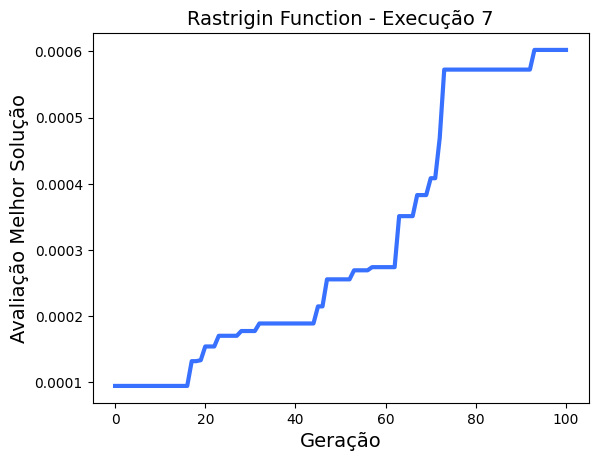 Rastrigin Function - Execução 7
Avaliação Melhor Solução
0.0006
0.0005
0.0004
0.0003
0.0002
0.0001
0 20 40 60 80 100
Geração